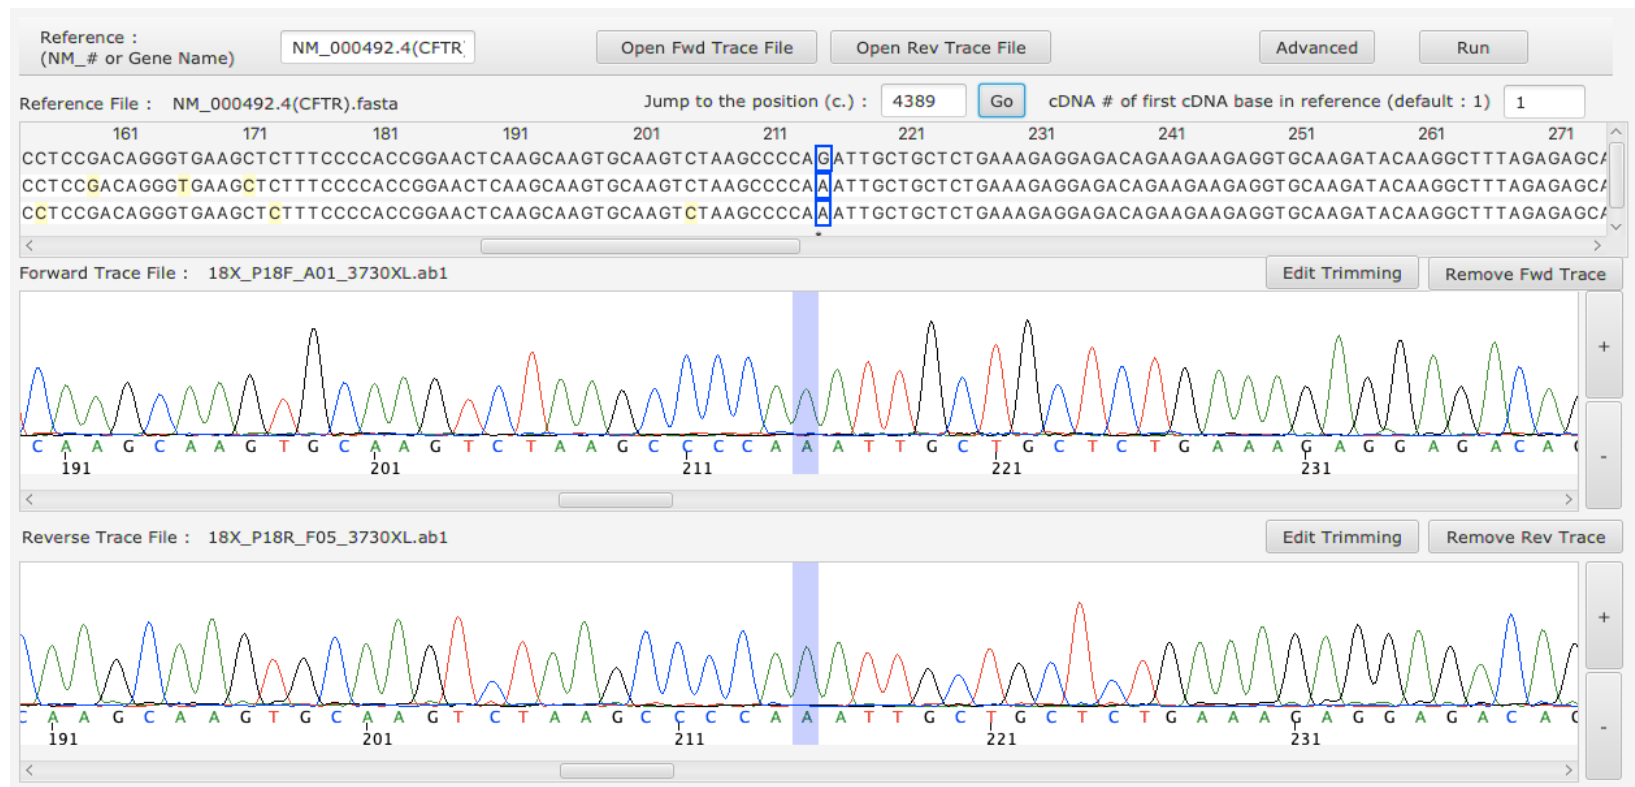 Reference :
(NM_# or Gene Name)
NM_000492.4(CFTR)
Open Fwd Trace File
Open Rev Trace File
Advanced
Run
Reference File : NM_000492.4(CFTR).fasta
Jump to the position (c.) : 4389 Go
cDNA # of first cDNA base in reference (default : 1) 1
161 171 181 191 201 211 221 231 241 251 261 271
CCTCCGACAGGGTGAAGCTCTTTCCCCACCGGAACTCAAGCAAGTGCAAGTCTAAGCCCCAGATTGCTGCTCTGAAAGAGGAGACAGAAGAAGAGGTGCAAGATACAAGGCTTTAGAGAGCA
CCTCCGACAGGGTGAAGCTCTTTCCCCACCGGAACTCAAGCAAGTGCAAGTCTAAGCCCCAAATTGCTGCTCTGAAAGAGGAGACAGAAGAAGAGGTGCAAGATACAAGGCTTTAGAGAGCA
CCTCCGACAGGGTGAAGCTCTTTCCCCACCGGAACTCAAGCAAGTGCAAGTCTAAGCCCCAAATTGCTGCTCTGAAAGAGGAGACAGAAGAAGAGGTGCAAGATACAAGGCTTTAGAGAGCA
*
Forward Trace File : 18X_P18F_A01_3730XL.ab1
Edit Trimming
Remove Fwd Trace
+
C A A G C A A G T G C A A G T C T A A G C C C C A A A T T G C T G C T C T G A A A G A G G A G A C A G
191 201 211 221 231
-
Reverse Trace File : 18X_P18R_F05_3730XL.ab1
Edit Trimming
Remove Rev Trace
+
C A A G C A A G T G C A A G T C T A A G C C C C A A A T T G C T G C T C T G A A A G A G G A G A C A G
191 201 211 221 231
-